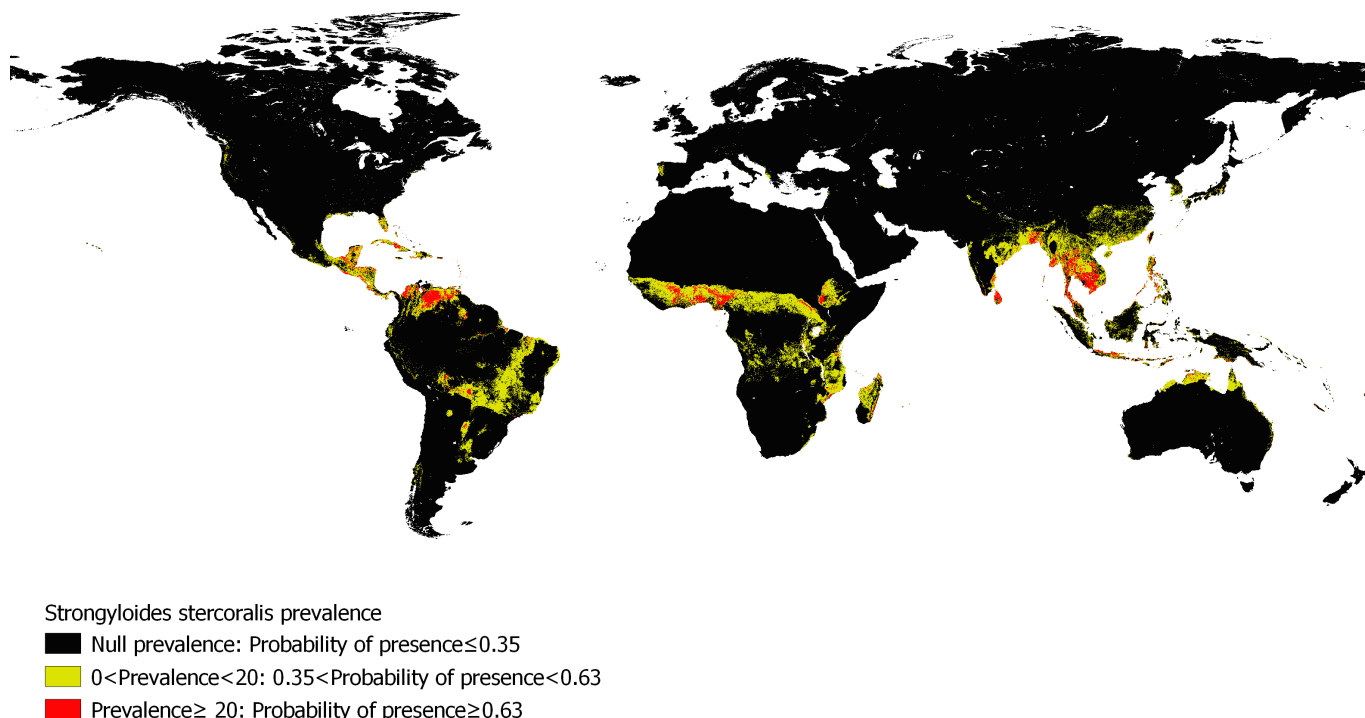 Strongyloides stercoralis prevalence
Null prevalence: Probability of presence≤0.35
0<Prevalence<20: 0.35<Probability of presence<0.63
Prevalence≥ 20: Probability of presence≥0.63